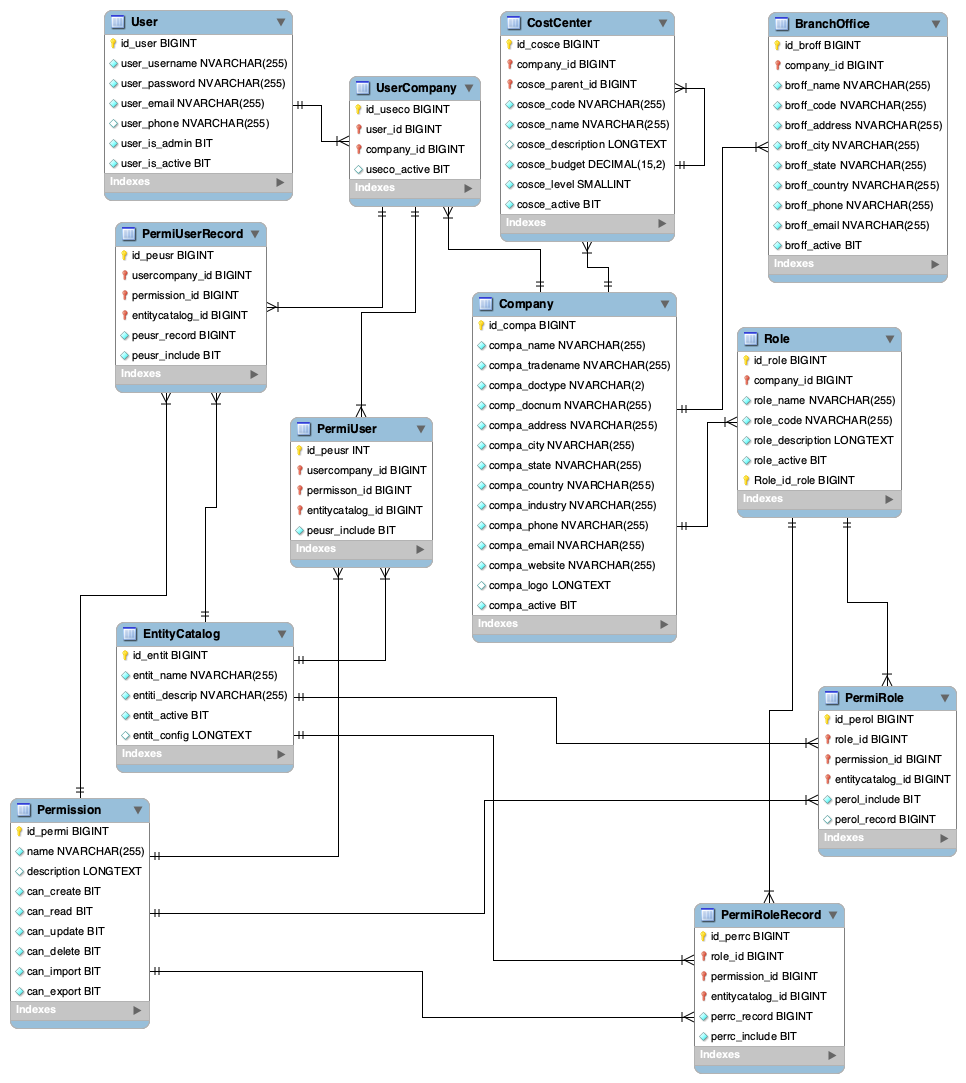 User
id_user BIGINT
user_username NVARCHAR(255)
user_password NVARCHAR(255)
user_email NVARCHAR(255)
user_phone NVARCHAR(255)
user_is_admin BIT
user_is_active BIT
Indexes
UserCompany
id_useco BIGINT
user_id BIGINT
company_id BIGINT
useco_active BIT
Indexes
CostCenter
id_cosce BIGINT
company_id BIGINT
cosce_parent_id BIGINT
cosce_code NVARCHAR(255)
cosce_name NVARCHAR(255)
cosce_description LONGTEXT
cosce_budget DECIMAL(15,2)
cosce_level SMALLINT
cosce_active BIT
Indexes
BranchOffice
id_broff BIGINT
company_id BIGINT
broff_name NVARCHAR(255)
broff_code NVARCHAR(255)
broff_address NVARCHAR(255)
broff_city NVARCHAR(255)
broff_state NVARCHAR(255)
broff_country NVARCHAR(255)
broff_phone NVARCHAR(255)
broff_email NVARCHAR(255)
broff_active BIT
Indexes
PermiUserRecord
id_peusr BIGINT
usercompany_id BIGINT
permission_id BIGINT
entitycatalog_id BIGINT
peusr_record BIGINT
peusr_include BIT
Indexes
Company
id_compa BIGINT
compa_name NVARCHAR(255)
compa_tradename NVARCHAR(255)
compa_doctype NVARCHAR(2)
comp_docnum NVARCHAR(255)
compa_address NVARCHAR(255)
compa_city NVARCHAR(255)
compa_state NVARCHAR(255)
compa_country NVARCHAR(255)
compa_industry NVARCHAR(255)
compa_phone NVARCHAR(255)
compa_email NVARCHAR(255)
compa_website NVARCHAR(255)
compa_logo LONGTEXT
compa_active BIT
Indexes
Role
id_role BIGINT
company_id BIGINT
role_name NVARCHAR(255)
role_code NVARCHAR(255)
role_description LONGTEXT
role_active BIT
Role_id_role BIGINT
Indexes
PermiUser
id_peusr INT
usercompany_id BIGINT
permisson_id BIGINT
entitycatalog_id BIGINT
peusr_include BIT
Indexes
EntityCatalog
id_entit BIGINT
entit_name NVARCHAR(255)
entiti_descrip NVARCHAR(255)
entit_active BIT
entit_config LONGTEXT
Indexes
PermiRole
id_perol BIGINT
role_id BIGINT
permission_id BIGINT
entitycatalog_id BIGINT
perol_include BIT
perol_record BIGINT
Indexes
Permission
id_permi BIGINT
name NVARCHAR(255)
description LONGTEXT
can_create BIT
can_read BIT
can_update BIT
can_delete BIT
can_import BIT
can_export BIT
Indexes
PermiRoleRecord
id_perrc BIGINT
role_id BIGINT
permission_id BIGINT
entitycatalog_id BIGINT
perrc_record BIGINT
perrc_include BIT
Indexes